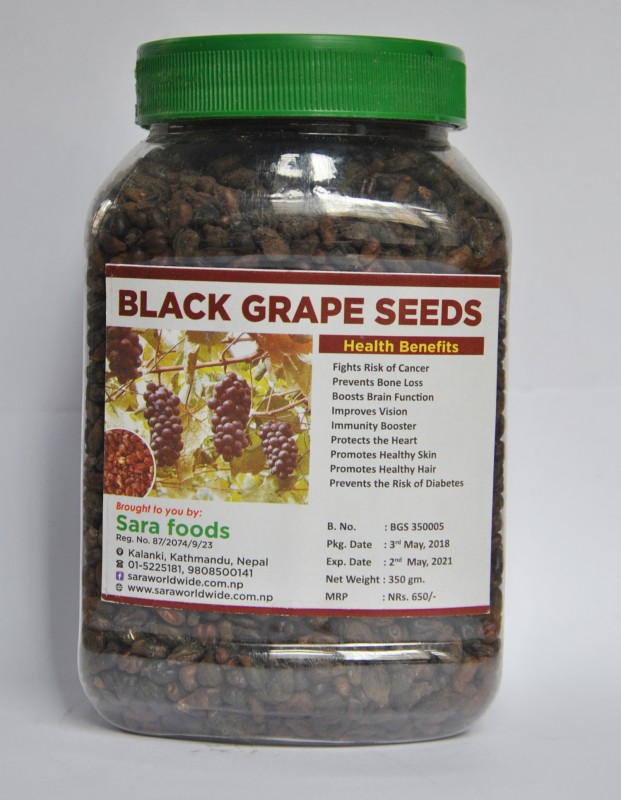 BLACK GRAPE SEEDS
Health Benefits
Fights Risk of Cancer
Prevents Bone Loss
Boosts Brain Function
Improves Vision
Immunity Booster
Protects the Heart
Promotes Healthy Skin
Promotes Healthy Hair
Prevents the Risk of Diabetes
Brought to you by:
Sara foods
Reg. No. 87/2074/9/23
Kalanki, Kathmandu, Nepal
01-5225181, 9808500141
saraworldwide.com.np
www.saraworldwide.com.np
B. No. : BGS 350005
Pkg. Date : 3rd May, 2018
Exp. Date : 2nd May, 2021
Net Weight : 350 gm.
MRP : NRs. 650/-